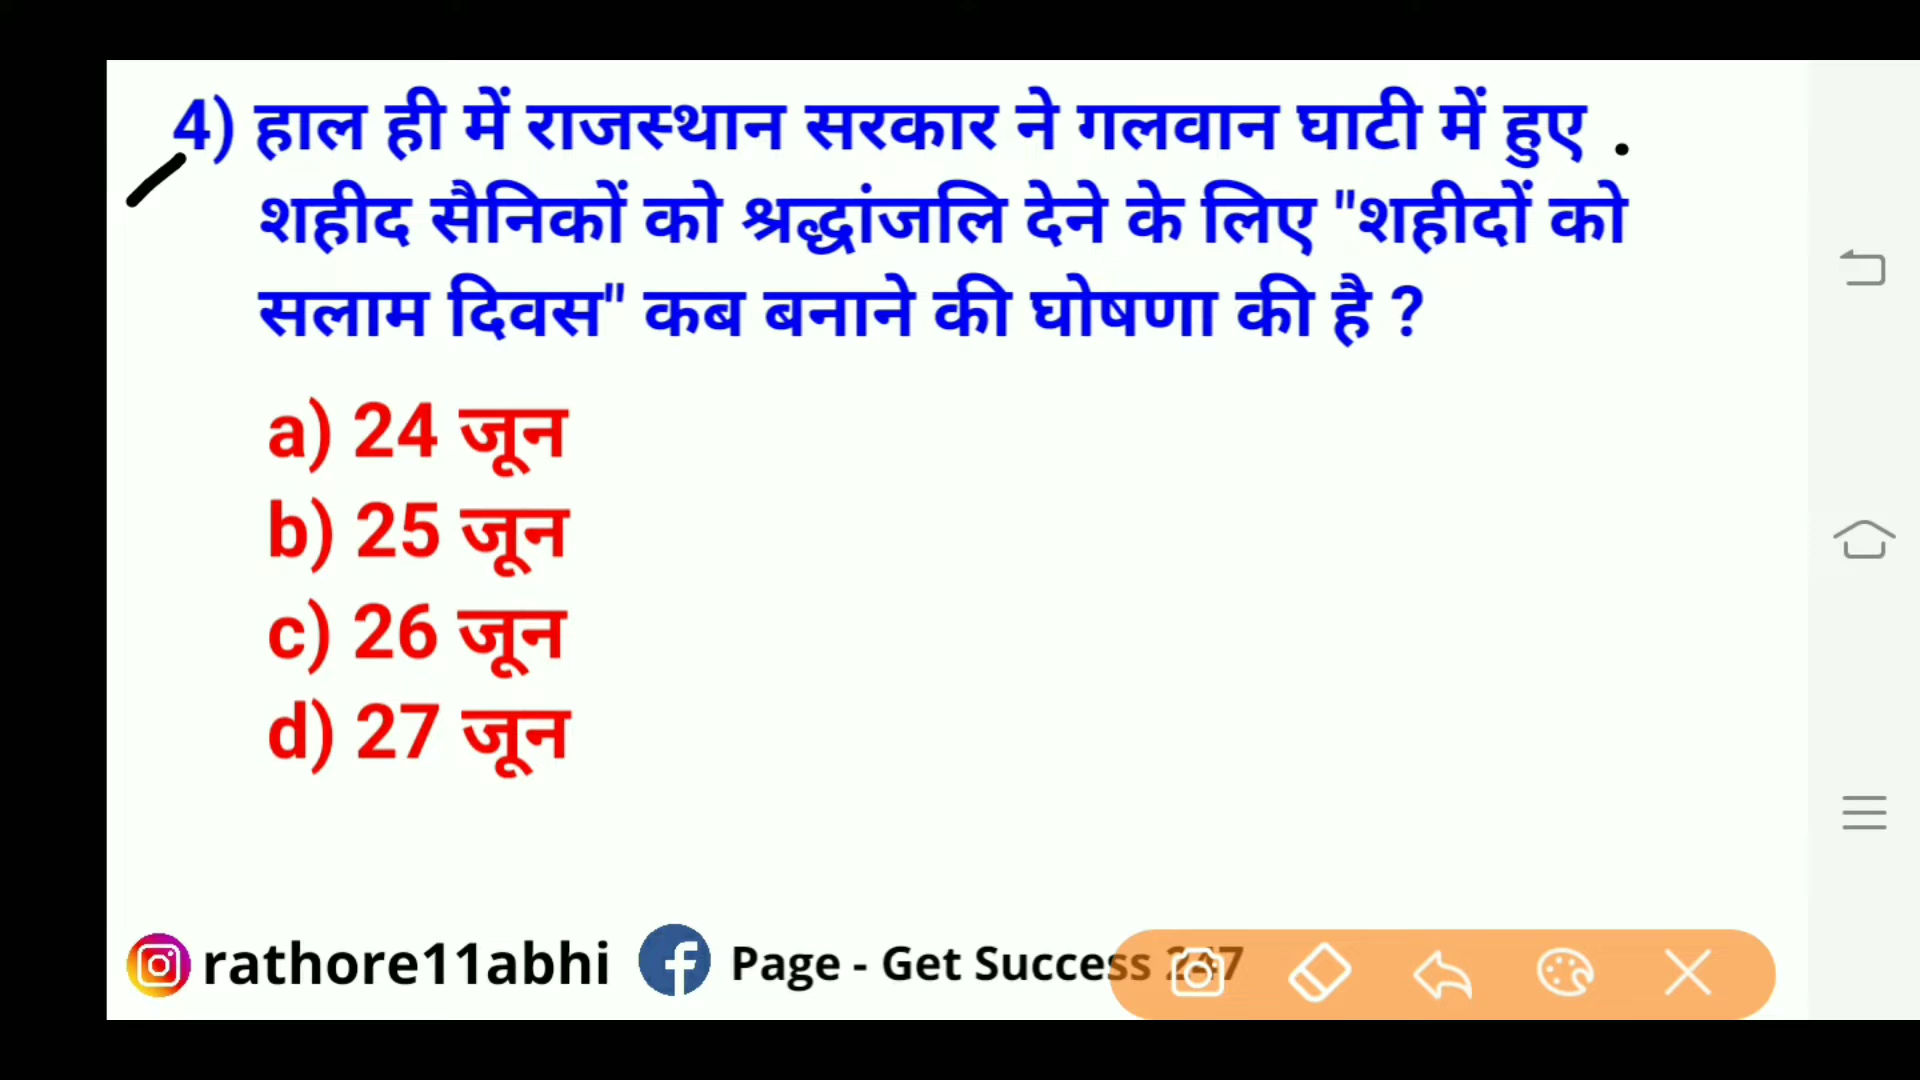 4) हाल ही में राजस्थान सरकार ने गलवान घाटी में हुए .
शहीद सैनिकों को श्रद्धांजलि देने के लिए "शहीदों को
सलाम दिवस" कब बनाने की घोषणा की है ?
a) 24 जून
b) 25 जून
c) 26 जून
d) 27 जून
rathore11abhi Page - Get Success 247